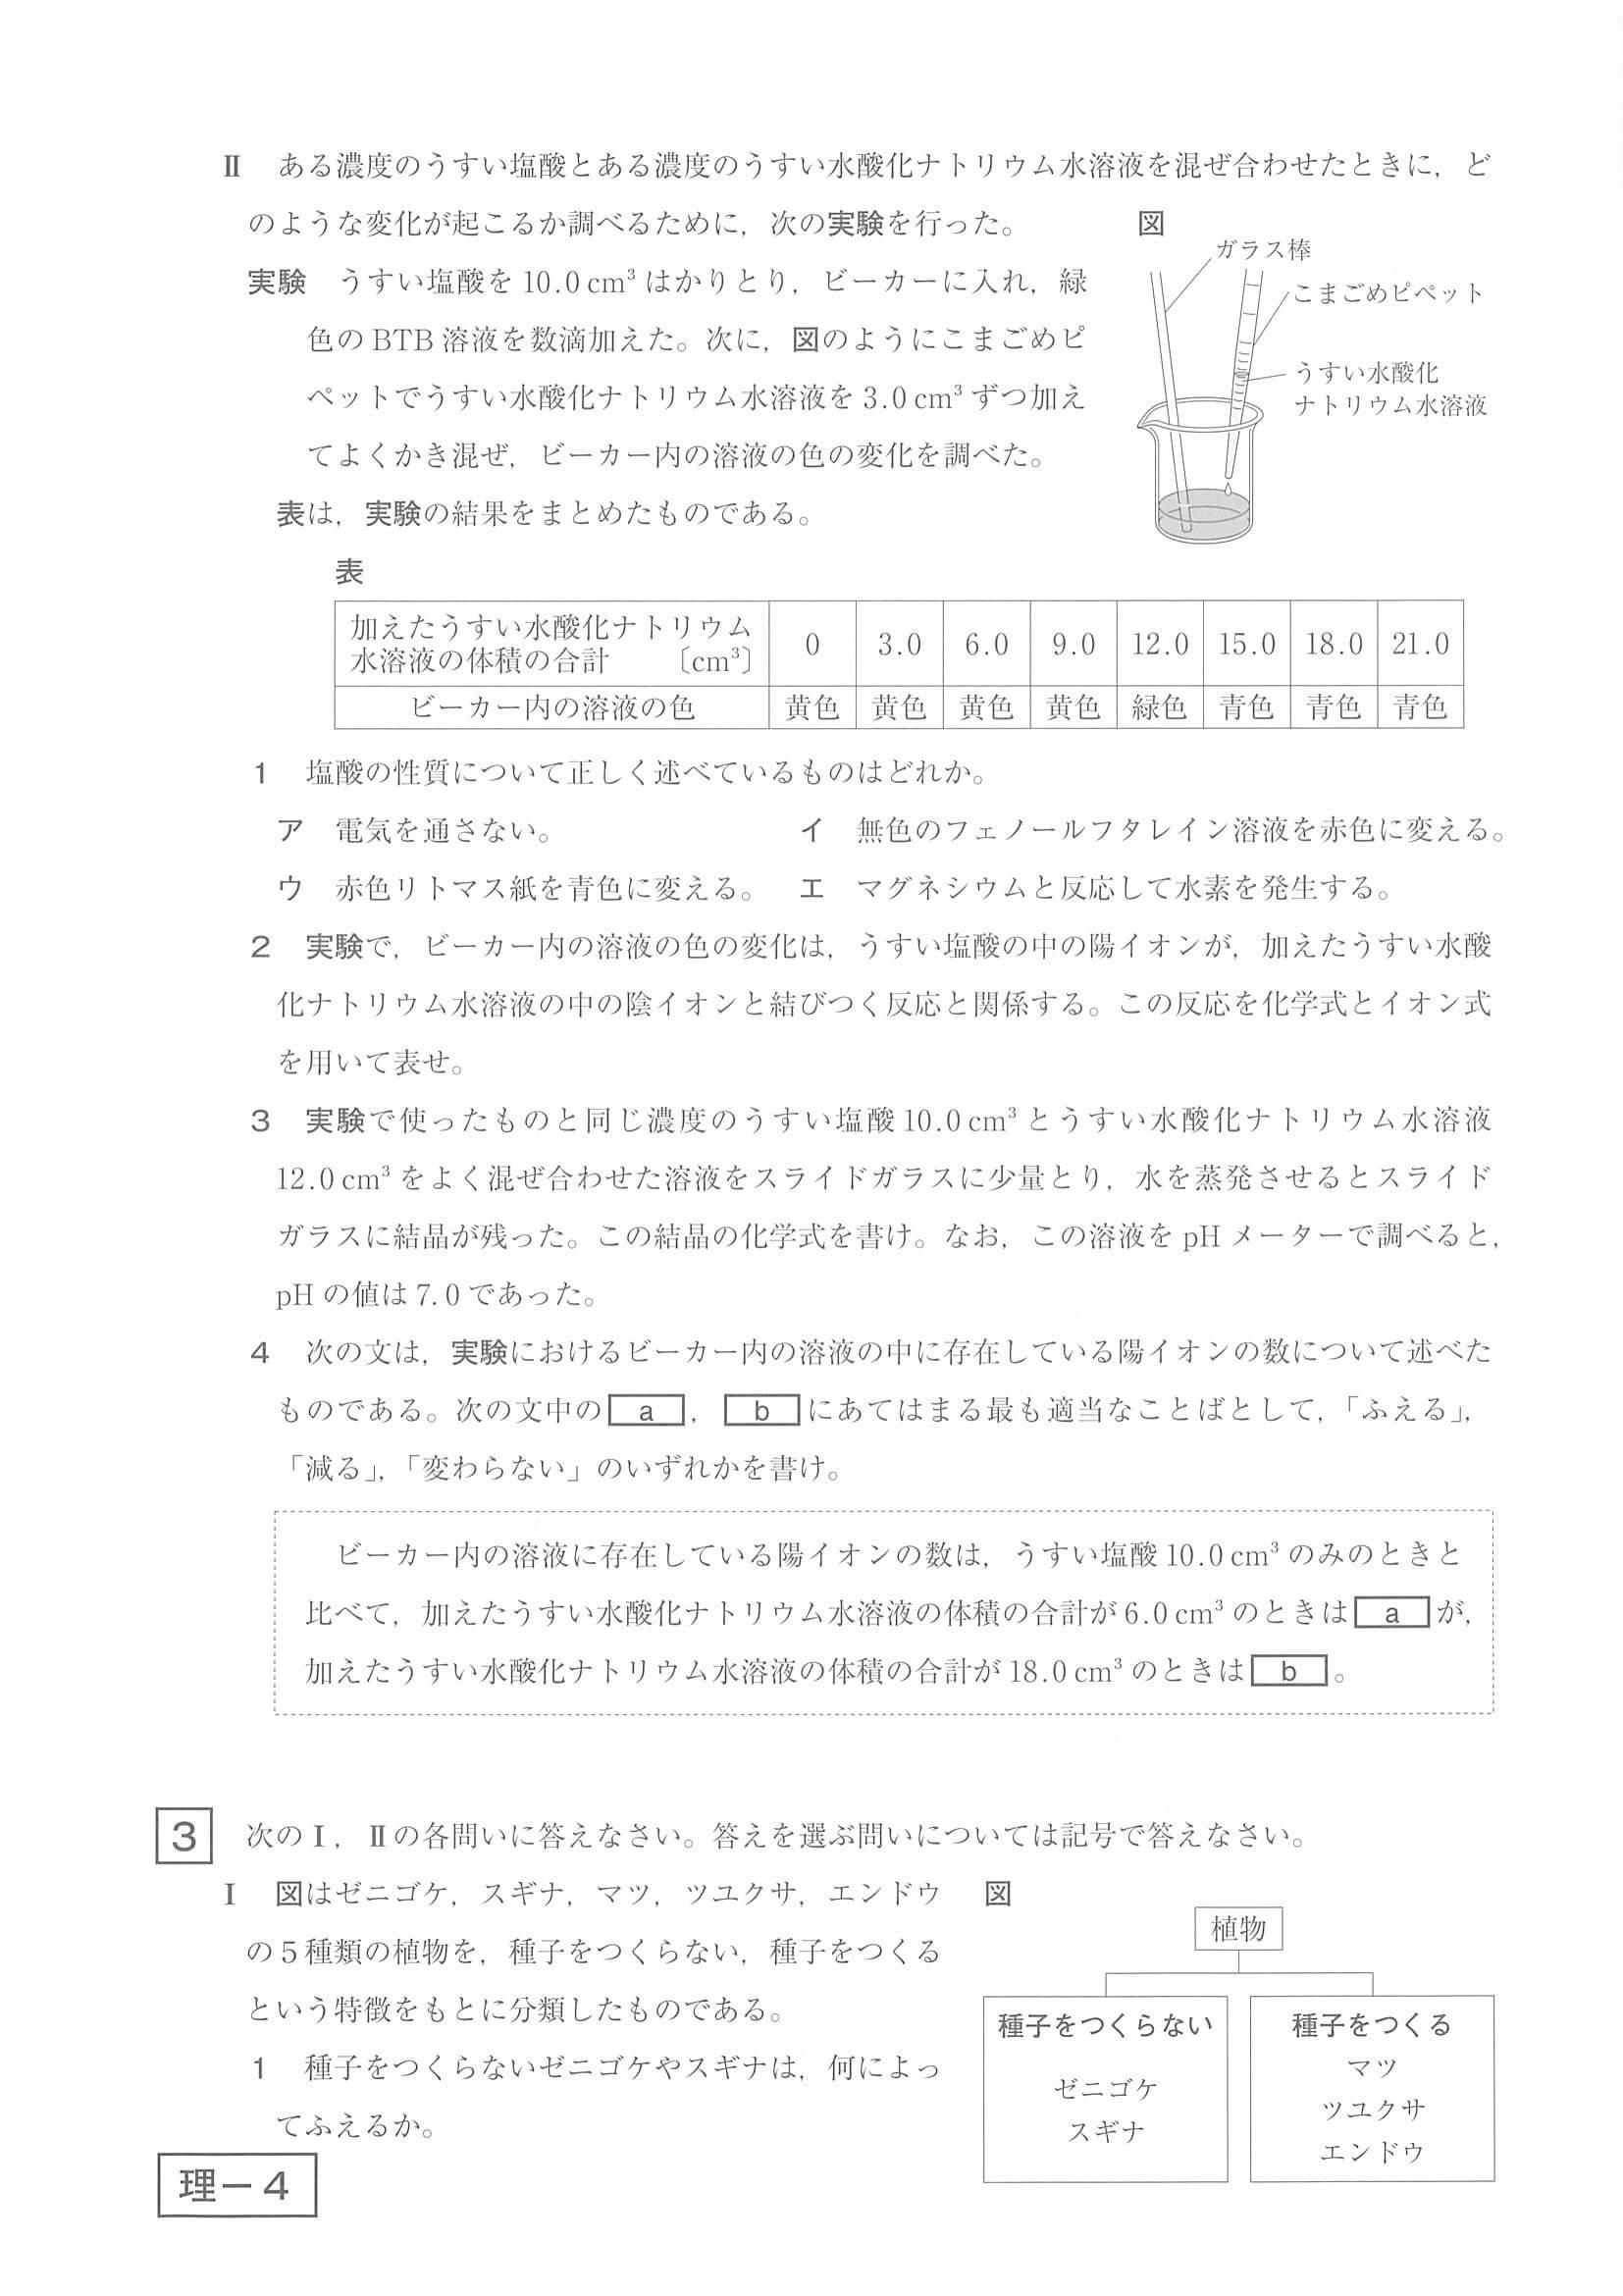 Ⅱ　ある濃度のうすい塩酸とある濃度のうすい水酸化ナトリウム水溶液を混ぜ合わせたときに，ど
のような変化が起こるか調べるために，次の実験を行った。
図
ガラス棒
こまごめピペット
うすい水酸化
ナトリウム水溶液
実験　うすい塩酸を 10.0 cm³ はかりとり，ビーカーに入れ，緑
色の BTB 溶液を数滴加えた。次に，図のようにこまごめピ
ペットでうすい水酸化ナトリウム水溶液を 3.0 cm³ ずつ加え
てよくかき混ぜ，ビーカー内の溶液の色の変化を調べた。
表は，実験の結果をまとめたものである。
表
加えたうすい水酸化ナトリウム
水溶液の体積の合計　〔cm³〕 0 3.0 6.0 9.0 12.0 15.0 18.0 21.0
ビーカー内の溶液の色 黄色 黄色 黄色 黄色 緑色 青色 青色 青色
1　塩酸の性質について正しく述べているものはどれか。
ア　電気を通さない。　イ　無色のフェノールフタレイン溶液を赤色に変える。
ウ　赤色リトマス紙を青色に変える。　エ　マグネシウムと反応して水素を発生する。
2　実験で，ビーカー内の溶液の色の変化は，うすい塩酸の中の陽イオンが，加えたうすい水酸
化ナトリウム水溶液の中の陰イオンと結びつく反応と関係する。この反応を化学式とイオン式
を用いて表せ。
3　実験で使ったものと同じ濃度のうすい塩酸 10.0 cm³ とうすい水酸化ナトリウム水溶液
12.0 cm³ をよく混ぜ合わせた溶液をスライドガラスに少量とり，水を蒸発させるとスライド
ガラスに結晶が残った。この結晶の化学式を書け。なお，この溶液を pH メーターで調べると，
pH の値は 7.0 であった。
4　次の文は，実験におけるビーカー内の溶液の中に存在している陽イオンの数について述べた
ものである。次の文中の a ， b にあてはまる最も適当なことばとして，「ふえる」，
「減る」，「変わらない」のいずれかを書け。
ビーカー内の溶液に存在している陽イオンの数は，うすい塩酸 10.0 cm³ のみのときと
比べて，加えたうすい水酸化ナトリウム水溶液の体積の合計が 6.0 cm³ のときは a が，
加えたうすい水酸化ナトリウム水溶液の体積の合計が 18.0 cm³ のときは b 。
3　次のⅠ，Ⅱの各問いに答えなさい。答えを選ぶ問いについては記号で答えなさい。
Ⅰ　図はゼニゴケ，スギナ，マツ，ツユクサ，エンドウ
の５種類の植物を，種子をつくらない，種子をつくる
という特徴をもとに分類したものである。
1　種子をつくらないゼニゴケやスギナは，何によっ
てふえるか。
図
植物
種子をつくらない
ゼニゴケ
スギナ
種子をつくる
マツ
ツユクサ
エンドウ
理－4